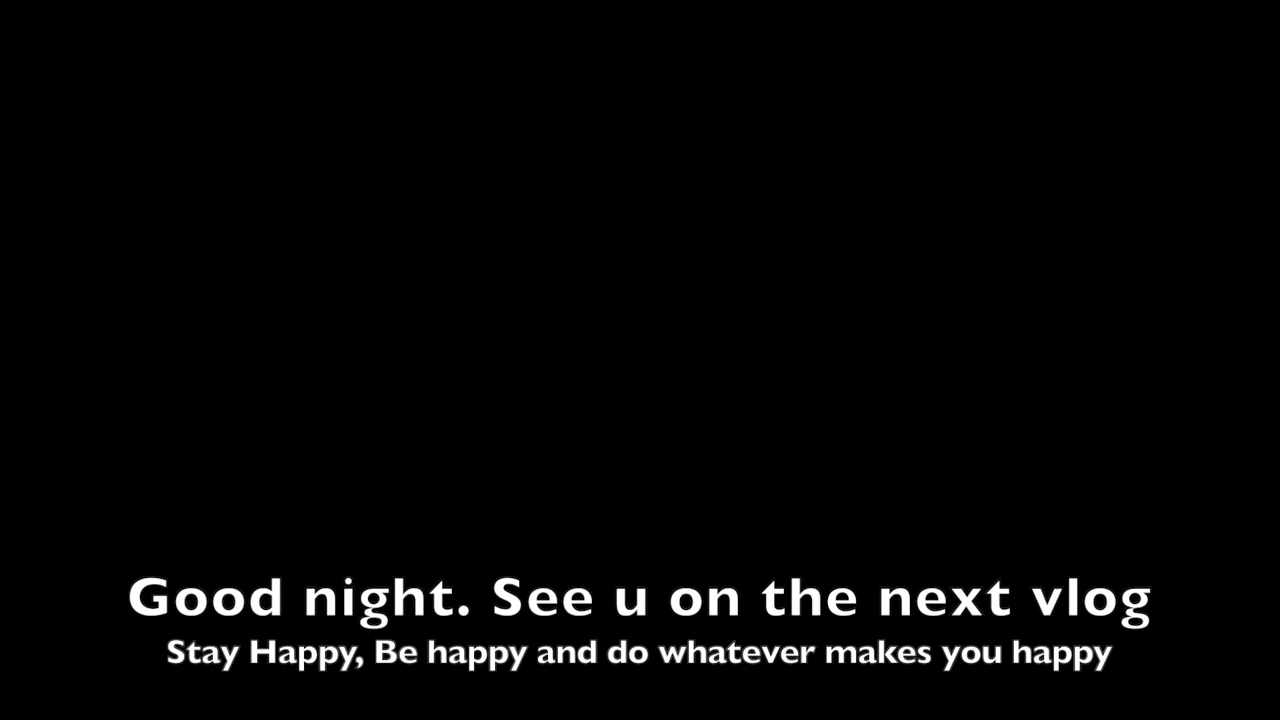 Good night. See u on the next vlog
Stay Happy, Be happy and do whatever makes you happy